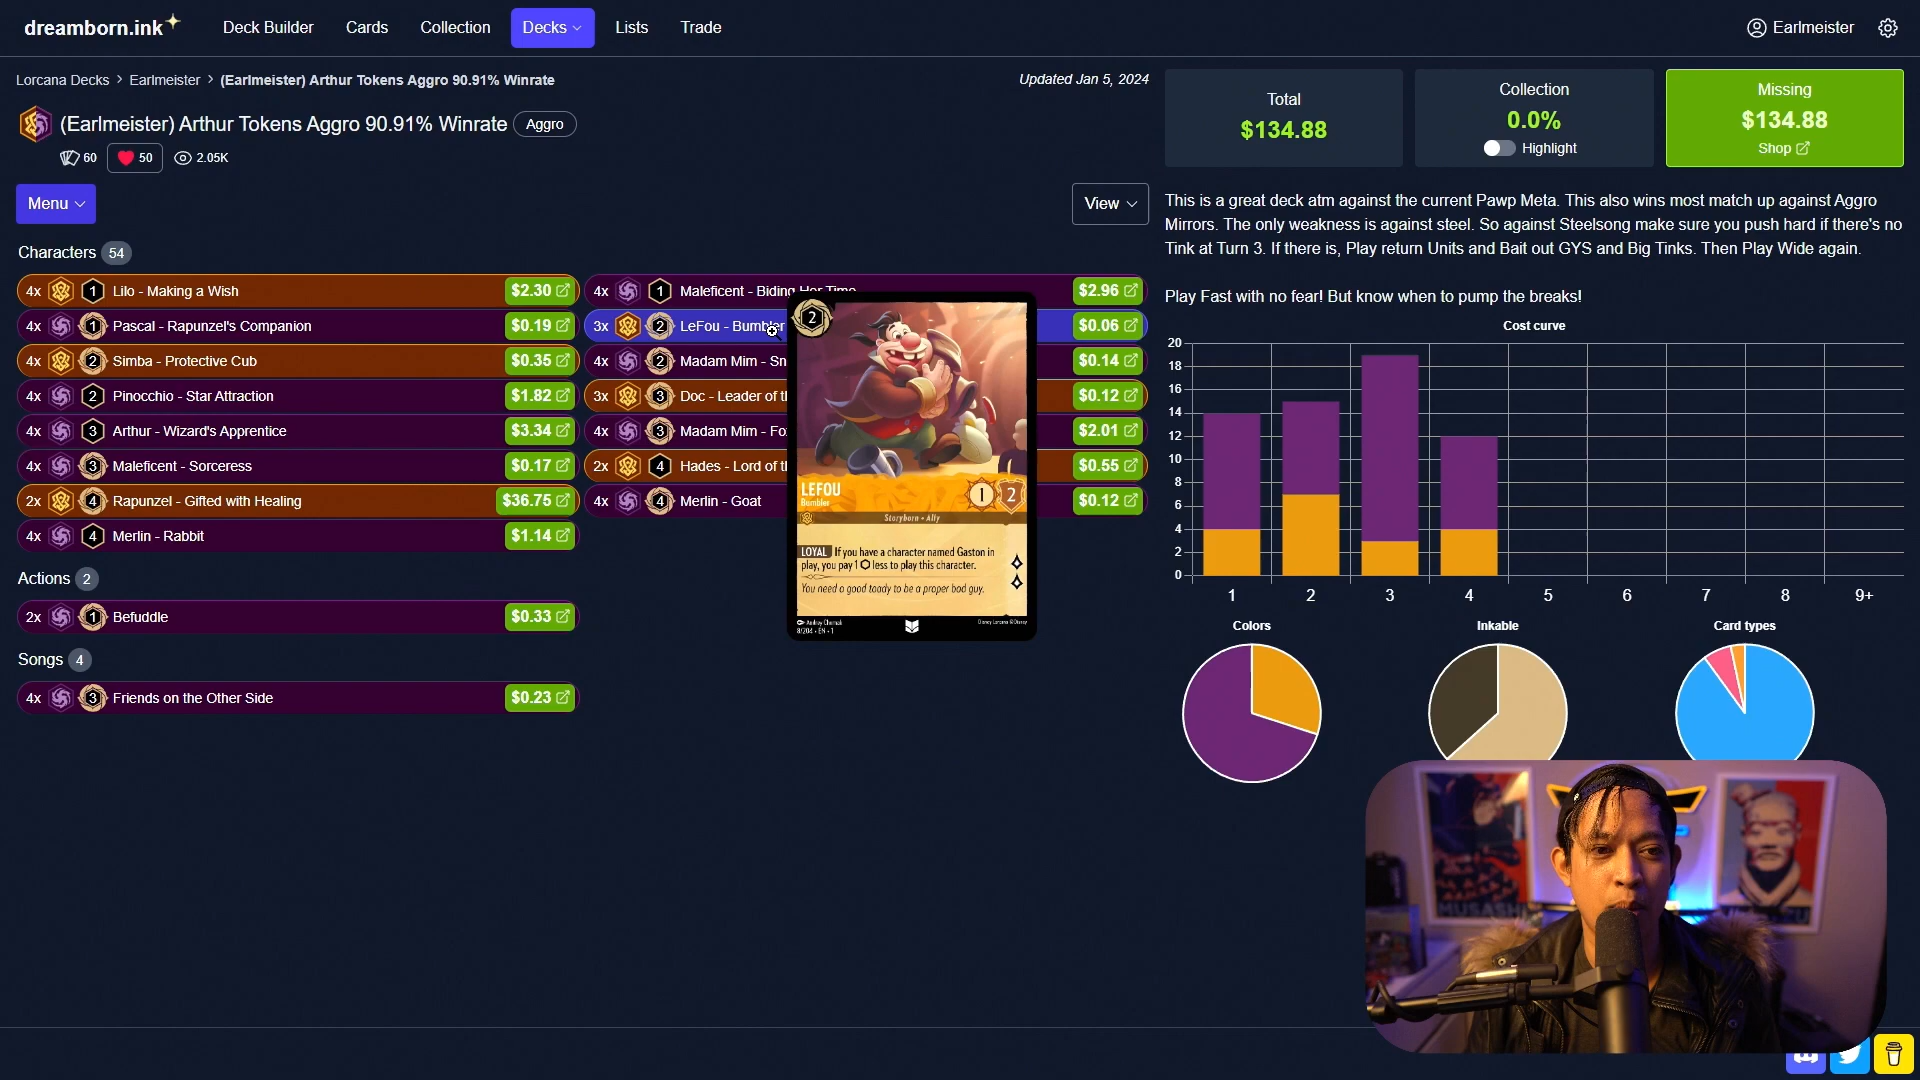 dreamborn.ink
Deck Builder
Cards
Collection
Decks
Lists
Trade
Earlmeister
Lorcana Decks > Earlmeister > (Earlmeister) Arthur Tokens Aggro 90.91% Winrate
Updated Jan 5, 2024
(Earlmeister) Arthur Tokens Aggro 90.91% Winrate
Aggro
60
50
2.05K
Menu
View
Total
$134.88
Collection
0.0%
Highlight
Missing
$134.88
Shop
This is a great deck atm against the current Pawp Meta. This also wins most match up against Aggro
Mirrors. The only weakness is against steel. So against Steelsong make sure you push hard if there's no
Tink at Turn 3. If there is, Play return Units and Bait out GYS and Big Tinks. Then Play Wide again.
Play Fast with no fear! But know when to pump the breaks!
Characters 54
4x 1 Lilo - Making a Wish $2.30
4x 1 Pascal - Rapunzel's Companion $0.19
4x 2 Simba - Protective Cub $0.35
4x 2 Pinocchio - Star Attraction $1.82
4x 3 Arthur - Wizard's Apprentice $3.34
4x 3 Maleficent - Sorceress $0.17
2x 4 Rapunzel - Gifted with Healing $36.75
4x 4 Merlin - Rabbit $1.14
4x 1 Maleficent - Biding Her Time $2.96
3x 2 LeFou - Bumbler $0.06
4x 2 Madam Mim - Sn $0.14
3x 3 Doc - Leader of th $0.12
4x 3 Madam Mim - Fo $2.01
2x 4 Hades - Lord of th $0.55
4x 4 Merlin - Goat $0.12
2
LEFOU
Bumbler
1 2
Storyborn • Ally
LOYAL If you have a character named Gaston in
play, you pay 1 less to play this character.
You need a good toady to be a proper bad guy.
Andrey Chernak
8/204 • EN • 1
Disney Lorcana ©Disney
Actions 2
2x 1 Befuddle $0.33
Songs 4
4x 3 Friends on the Other Side $0.23
Cost curve
20
18
16
14
12
10
8
6
4
2
0
1 2 3 4 5 6 7 8 9+
Colors
Inkable
Card types
MUSASHI